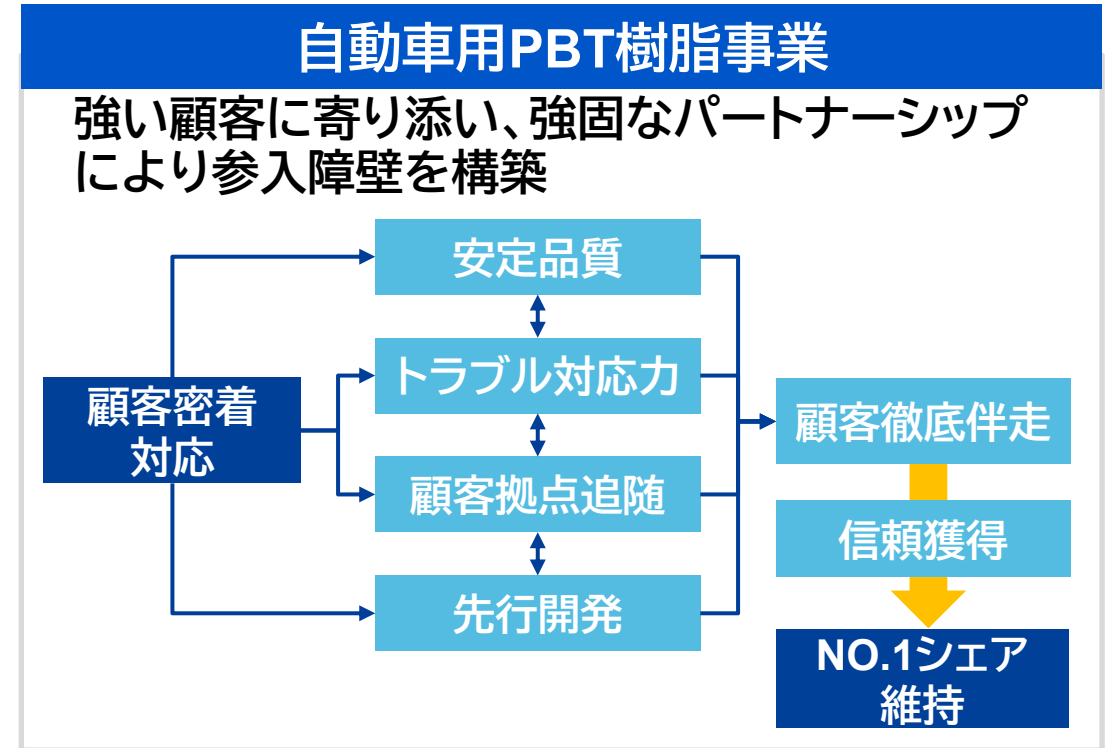 自動車用PBT樹脂事業
強い顧客に寄り添い、強固なパートナーシップ
により参入障壁を構築
安定品質
トラブル対応力
顧客密着
対応
顧客拠点追随
先行開発
顧客徹底伴走
信頼獲得
NO.1シェア
維持